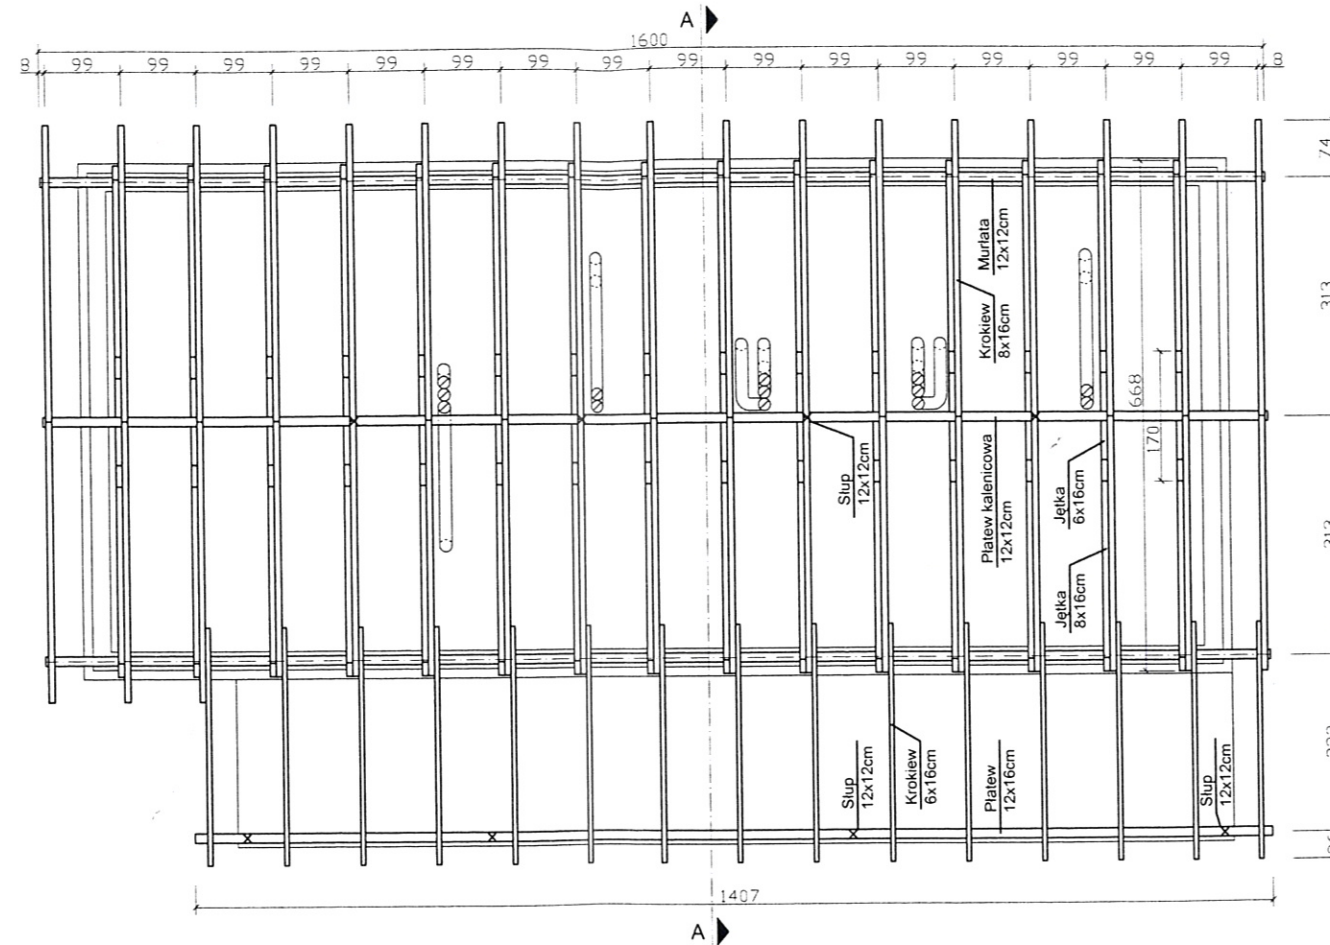 A
1600
8 99 99 99 99 99 99 99 99 99 99 99 99 99 99 99 99 8
74
Murłata
12x12cm
313
Krokiew
8x16cm
668
170
Słup
12x12cm
Płatew kalenicowa
12x12cm
Jętka
6x16cm
Jętka
8x16cm
313
Słup
12x12cm
Krokiew
6x16cm
Płatew
12x16cm
Słup
12x12cm
1407
A